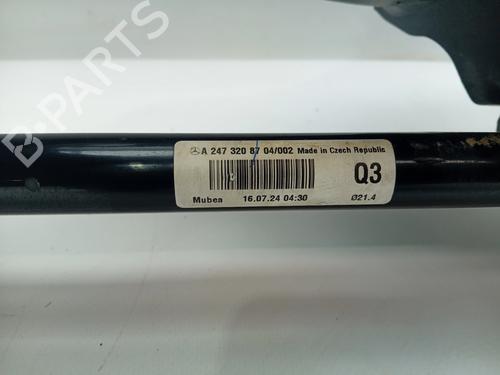 A 247 320 87 04/002 Made in Czech Republic
Q3
Mubea 16.07.24 04:30 Ø21.4
B-PARTS